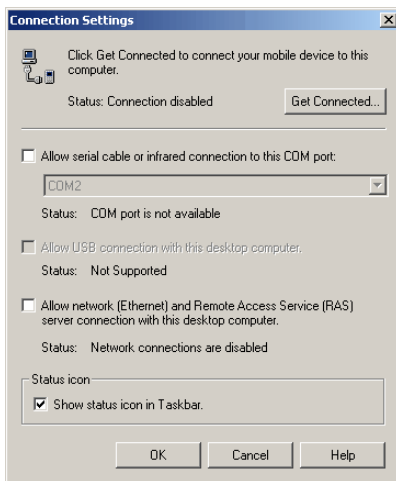 Connection Settings
Click Get Connected to connect your mobile device to this
computer.
Status: Connection disabled
Get Connected...
Allow serial cable or infrared connection to this COM port:
COM2
Status: COM port is not available
Allow USB connection with this desktop computer.
Status: Not Supported
Allow network (Ethernet) and Remote Access Service (RAS)
server connection with this desktop computer.
Status: Network connections are disabled
Status icon
Show status icon in Taskbar.
OK Cancel Help